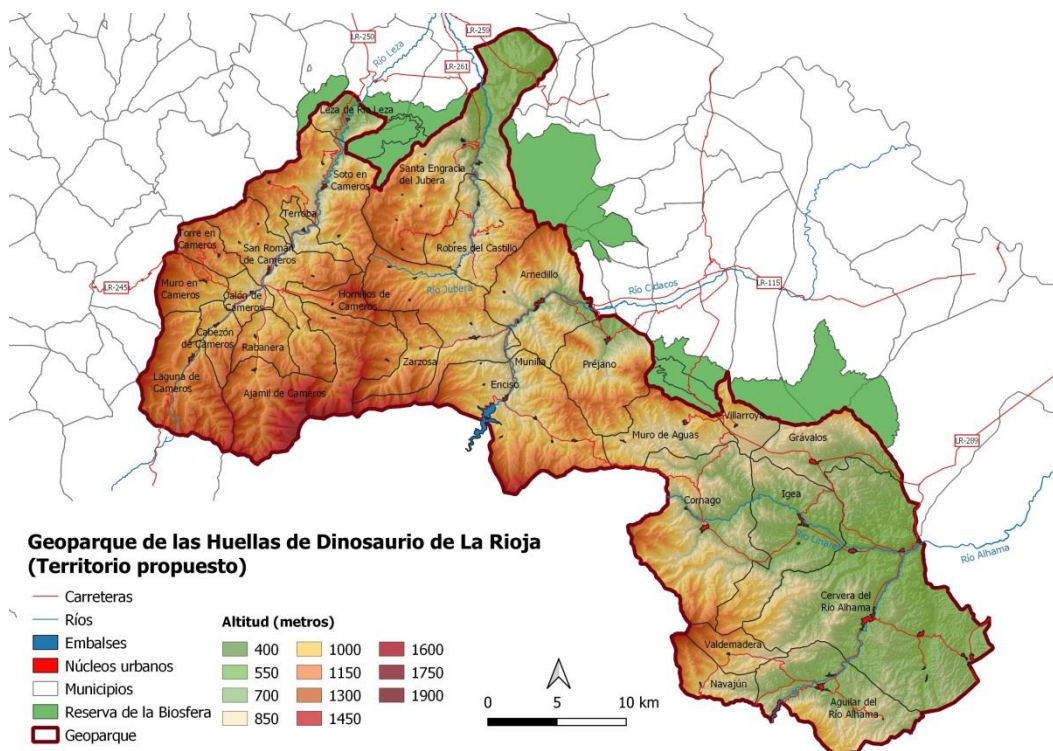 LR-250
LR-259
Río Leza
LR-261
Leza de Río Leza
Soto en
Cameros
Santa Engracia
del Jubera
Terroba
Torre en
Cameros
San Román
de Cameros
Robres del Castillo
Muro en
Cameros
LR-245
Arnedillo
Río Cidacos
LR-115
Río Jubera
Jalón de
Cameros
Hornillos de
Cameros
Cabezón
de Cameros
Rabanera
Zarzosa
Munilla
Préjano
Laguna de
Cameros
Ajamil de Cameros
Enciso
Villarroya
Muro de Aguas
Grávalos
LR-289
Cornago
Igea
Río Linares
Río Alhama
Cervera del
Río Alhama
Valdemadera
Navajún
Aguilar del
Río Alhama
Geoparque de las Huellas de Dinosaurio de La Rioja
(Territorio propuesto)
Carreteras
Ríos
Embalses
Núcleos urbanos
Municipios
Reserva de la Biosfera
Geoparque
Altitud (metros)
400
550
700
850
1000
1150
1300
1450
1600
1750
1900
0 5 10 km